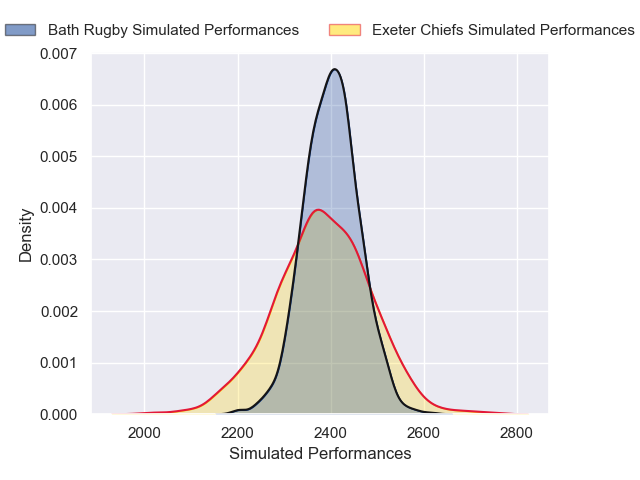 Bath Rugby Simulated Performances Exeter Chiefs Simulated Performances
0.007
0.006
0.005
0.004
0.003
0.002
0.001
0.000
Density
2000 2200 2400 2600 2800
Simulated Performances